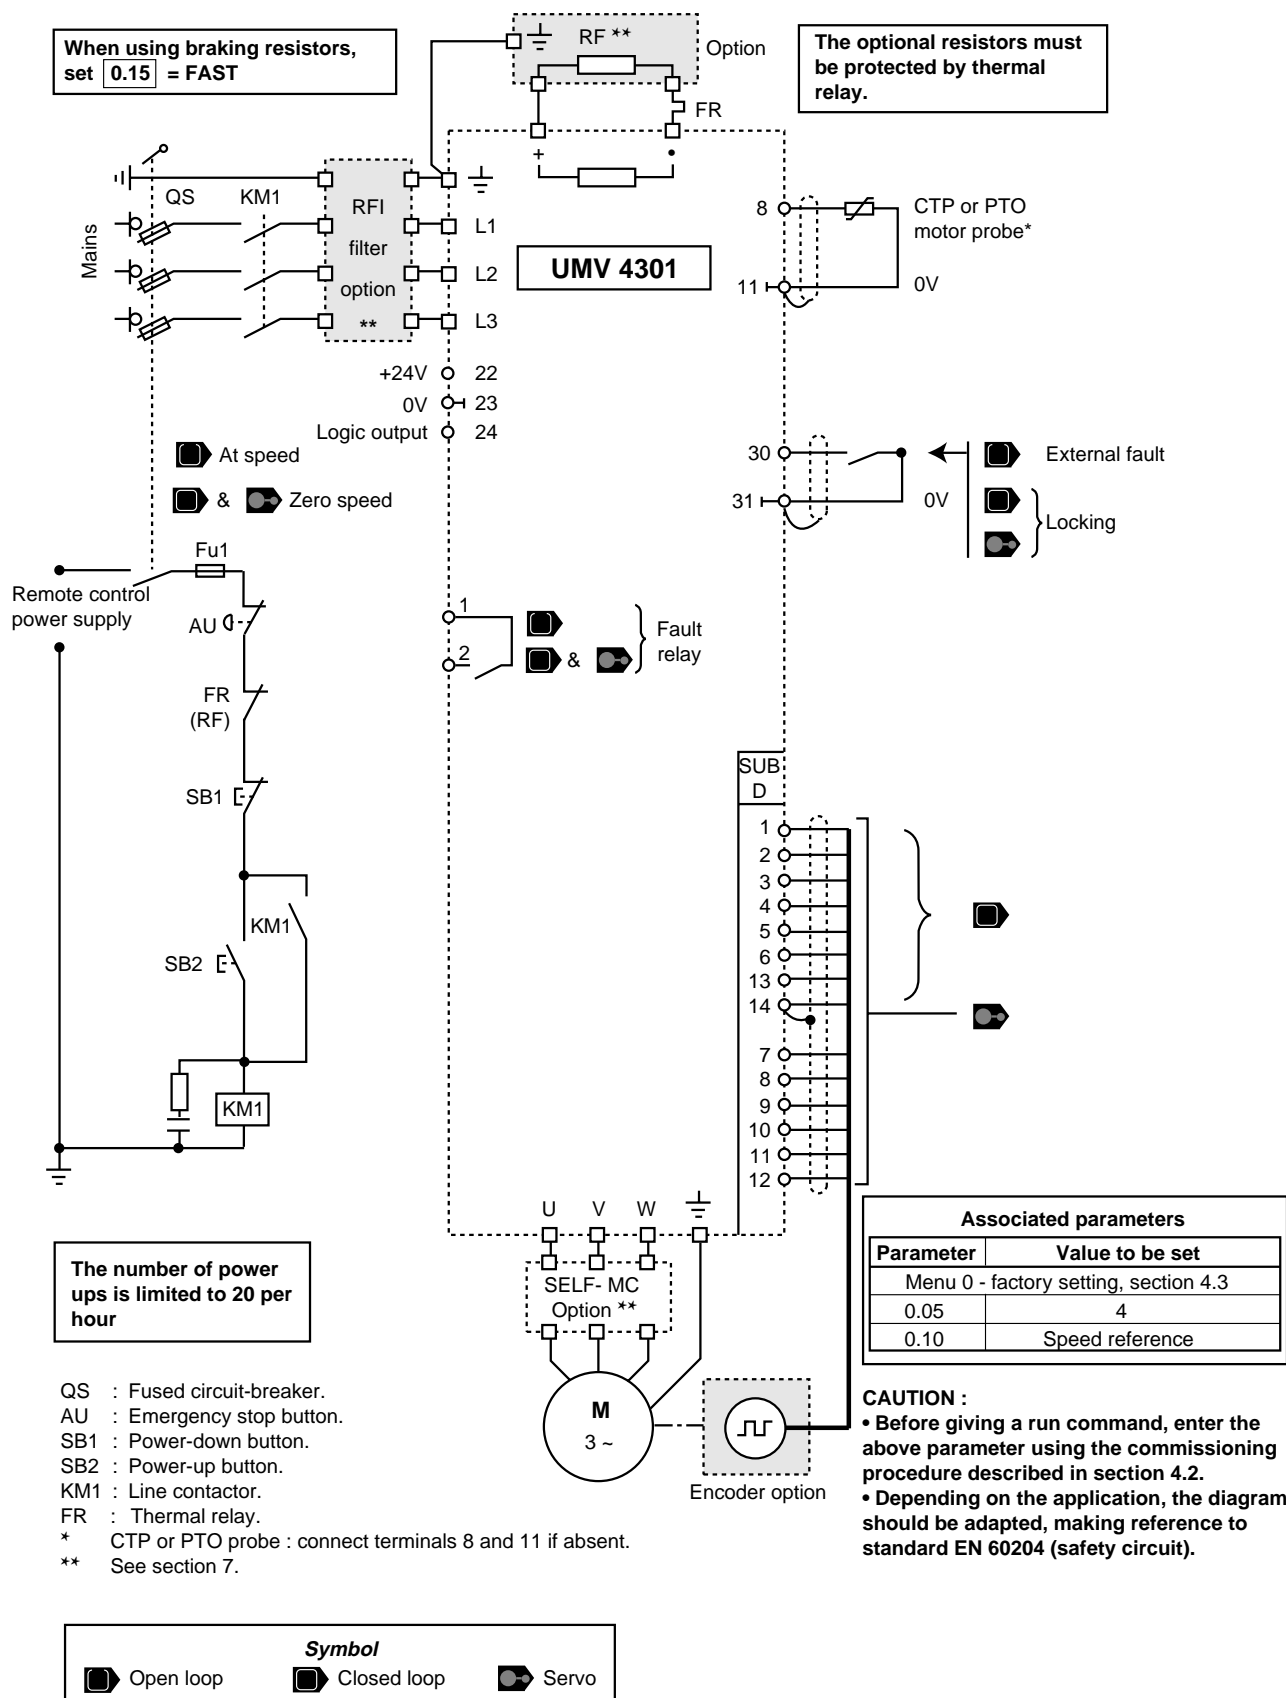 When using braking resistors,
set 0.15 = FAST
RF **
Option
The optional resistors must
be protected by thermal
relay.
FR
+
QS
KM1
RFI
filter
option
**
Mains
L1
L2
L3
UMV 4301
8
CTP or PTO
motor probe*
11
0V
+24V
22
0V
23
Logic output
24
At speed
&
Zero speed
30
External fault
31
0V
Locking
Fu1
Remote control
power supply
AU
1
2
&
Fault
relay
FR
(RF)
SB1
KM1
SB2
KM1
SUB
D
1
2
3
4
5
6
13
14
7
8
9
10
11
12
U V W
SELF- MC
Option **
M
3 ~
Encoder option
Associated parameters
Parameter Value to be set
Menu 0 - factory setting, section 4.3
0.05 4
0.10 Speed reference
The number of power
ups is limited to 20 per
hour
CAUTION :
• Before giving a run command, enter the
above parameter using the commissioning
procedure described in section 4.2.
• Depending on the application, the diagram
should be adapted, making reference to
standard EN 60204 (safety circuit).
QS : Fused circuit-breaker.
AU : Emergency stop button.
SB1 : Power-down button.
SB2 : Power-up button.
KM1 : Line contactor.
FR : Thermal relay.
* CTP or PTO probe : connect terminals 8 and 11 if absent.
** See section 7.
Symbol
Open loop
Closed loop
Servo